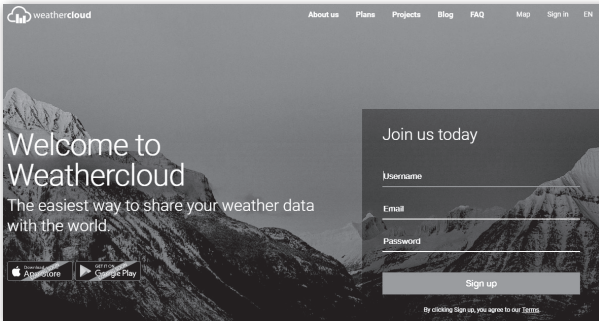 weathercloud
About us Plans Projects Blog FAQ Map Sign in EN
Welcome to
Weathercloud
The easiest way to share your weather data
with the world.
Download on the
App Store
GET IT ON
Google Play
Join us today
Username
Email
Password
Sign up
By clicking Sign up, you agree to our Terms.